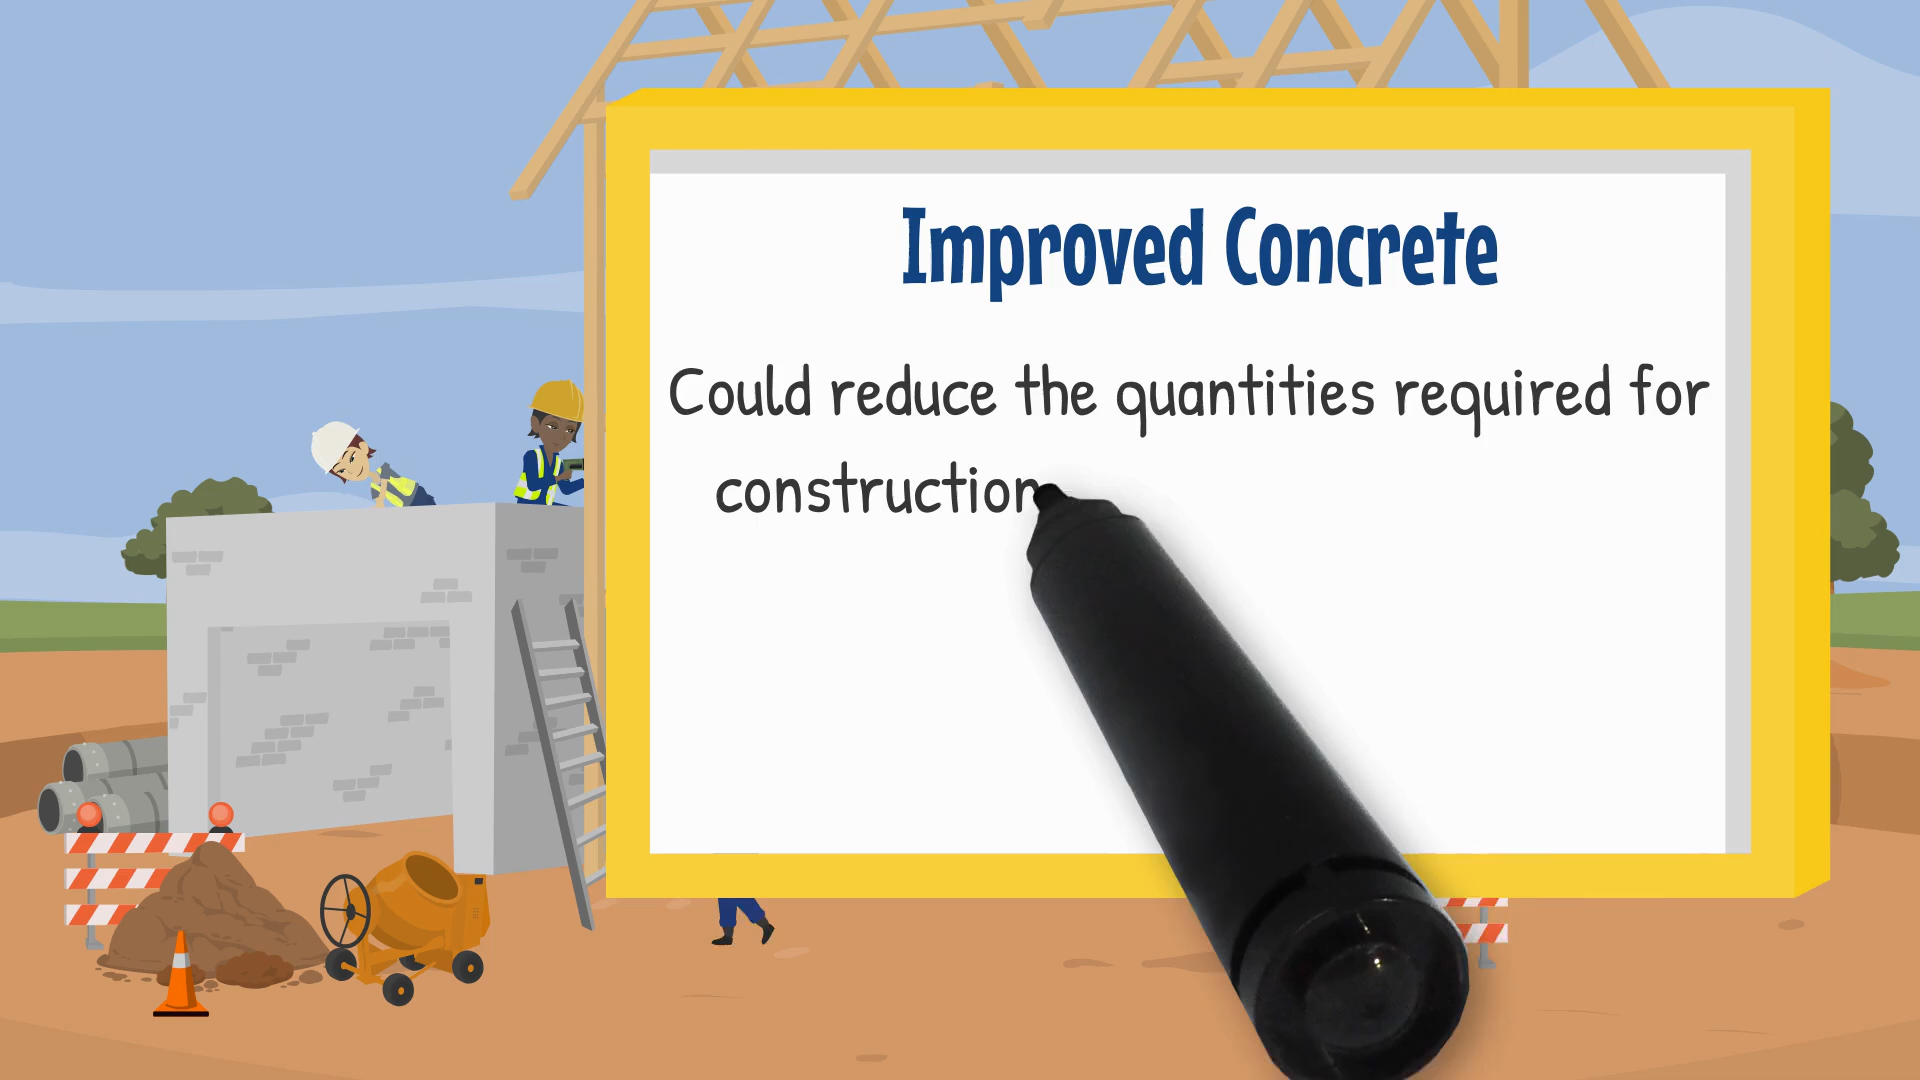 Improved Concrete
Could reduce the quantities required for
construction